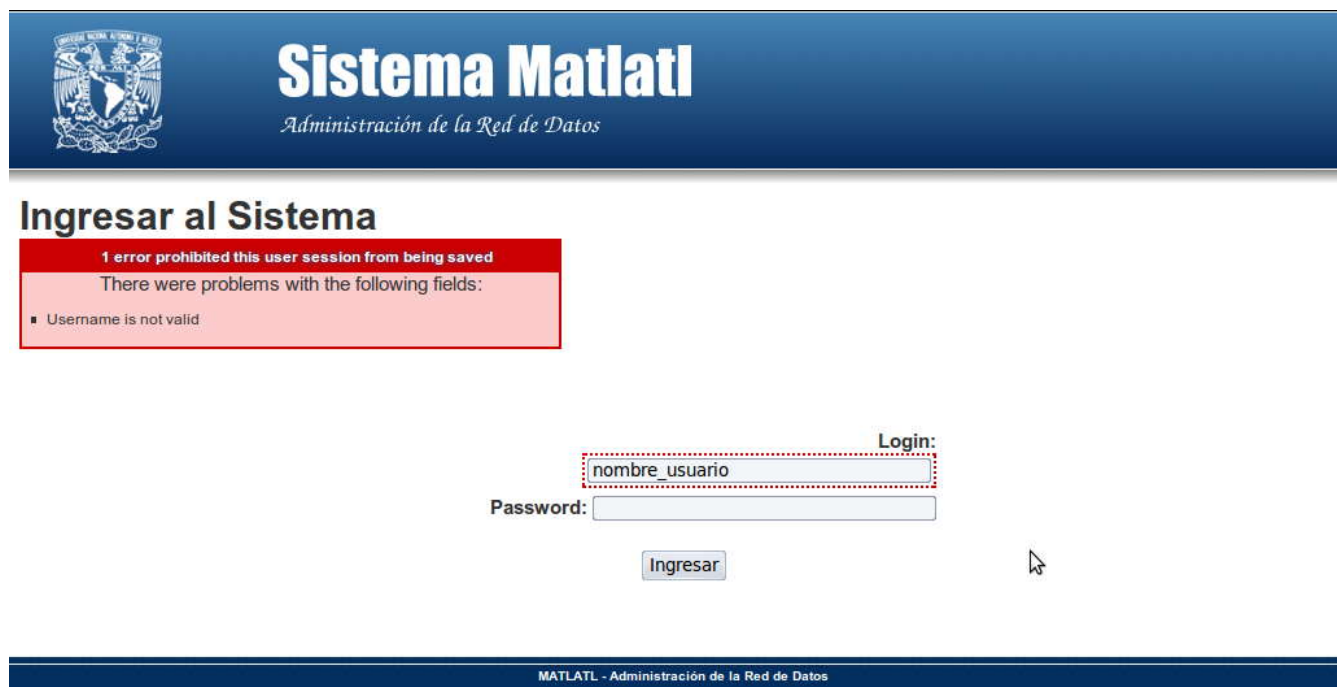 Sistema Matlatl
Administración de la Red de Datos
Ingresar al Sistema
1 error prohibited this user session from being saved
There were problems with the following fields:
Username is not valid
Login:
nombre_usuario
Password:
Ingresar
MATLATL - Administración de la Red de Datos